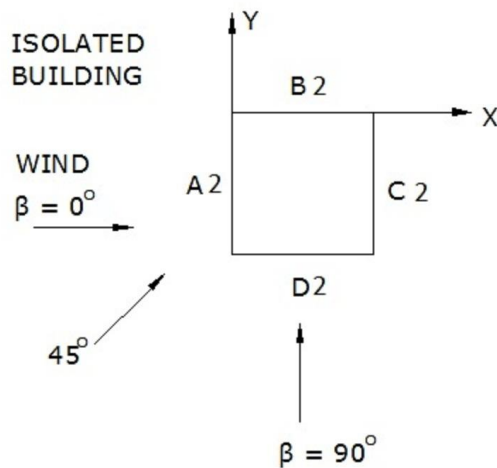 Y
ISOLATED
BUILDING
B 2
X
WIND
A 2
C 2
β = 0°
D2
45°
β = 90°